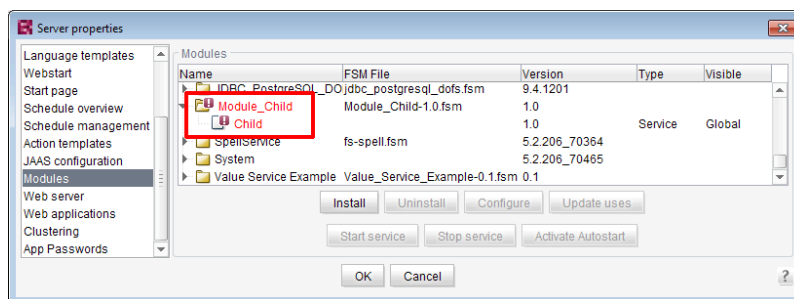 Server properties
Language templates
Webstart
Start page
Schedule overview
Schedule management
Action templates
JAAS configuration
Modules
Web server
Web applications
Clustering
App Passwords
Modules
Name FSM File Version Type Visible
JDBC_PostgreSQL_DO jdbc_postgresql_dofs.fsm 9.4.1201
Module_Child Module_Child-1.0.fsm 1.0
Child 1.0 Service Global
SpellService fs-spell.fsm 5.2.206_70364
System 5.2.206_70465
Value Service Example Value_Service_Example-0.1.fsm 0.1
Install Uninstall Configure Update uses
Start service Stop service Activate Autostart
OK Cancel ?